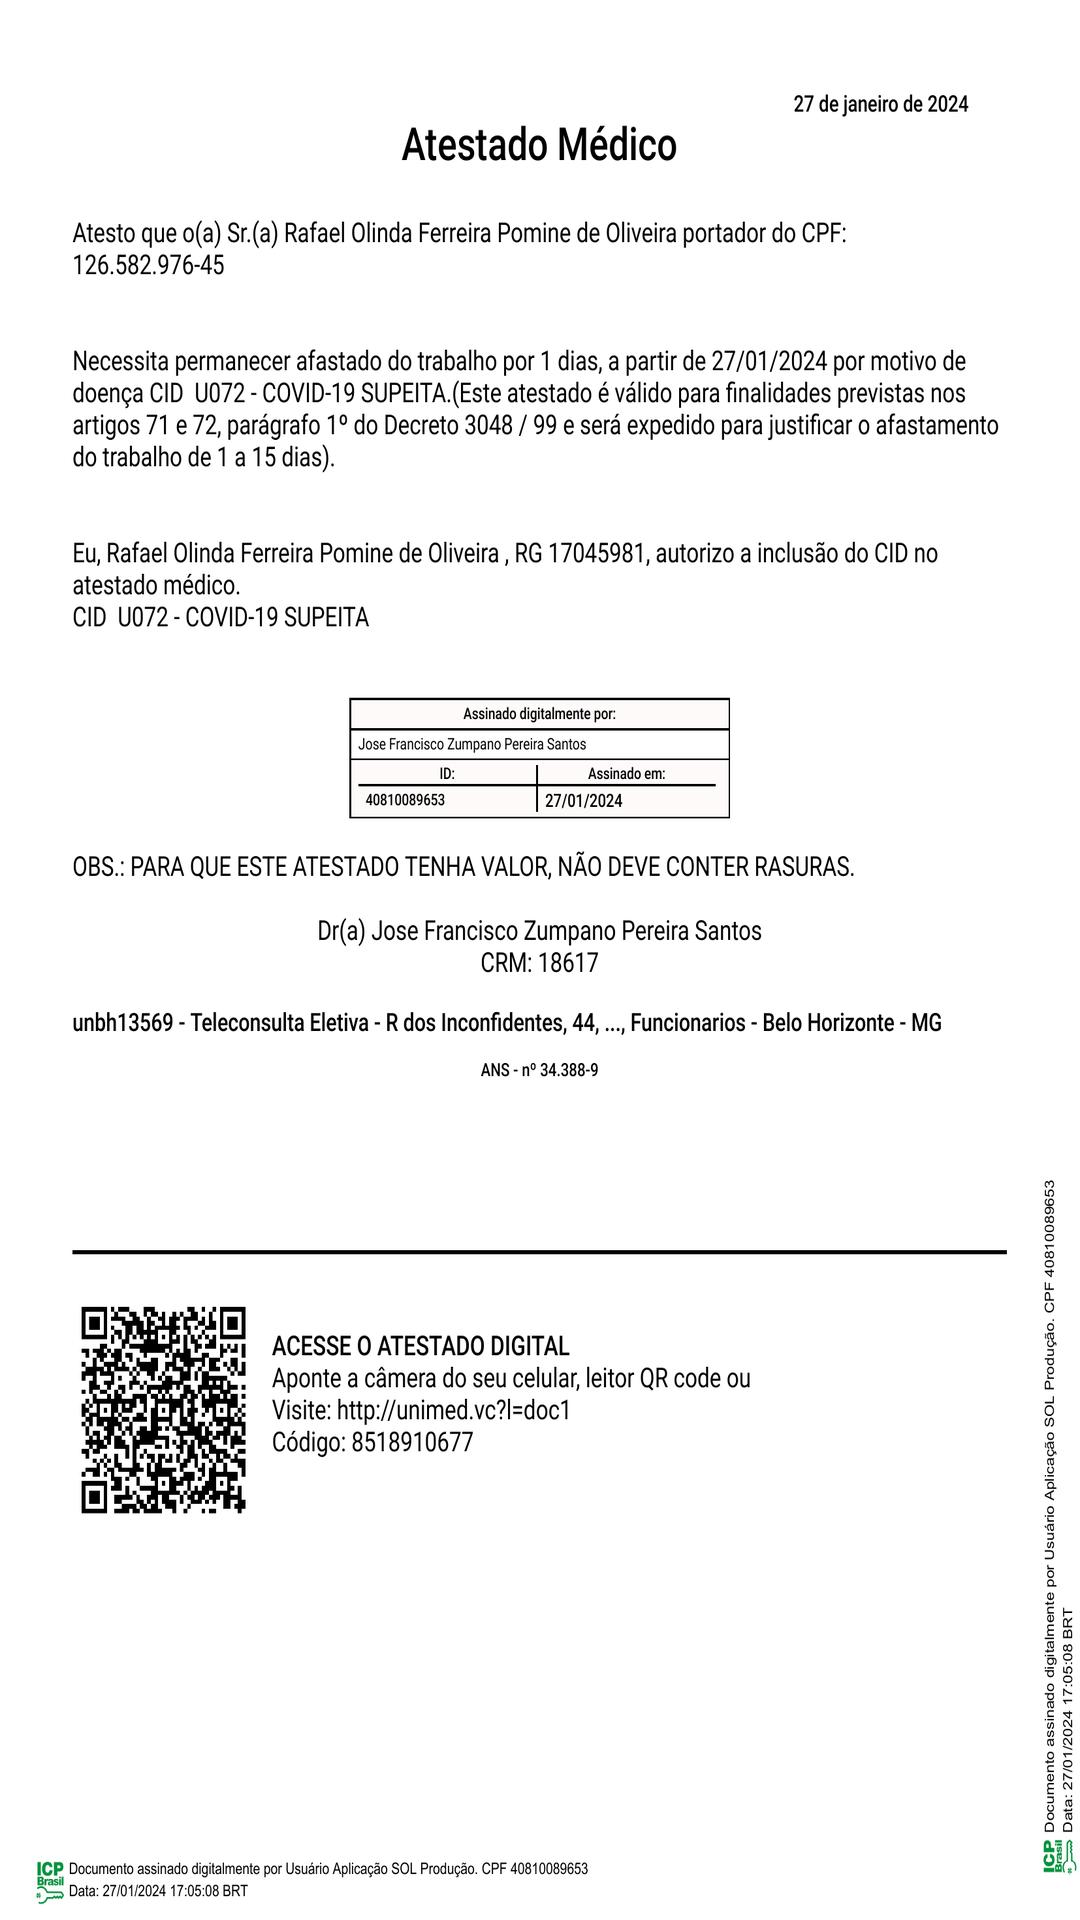 27 de janeiro de 2024
Atestado Médico
Atesto que o(a) Sr.(a) Rafael Olinda Ferreira Pomine de Oliveira portador do CPF:
126.582.976-45
Necessita permanecer afastado do trabalho por 1 dias, a partir de 27/01/2024 por motivo de
doença CID  U072 - COVID-19 SUPEITA.(Este atestado é válido para finalidades previstas nos
artigos 71 e 72, parágrafo 1º do Decreto 3048 / 99 e será expedido para justificar o afastamento
do trabalho de 1 a 15 dias).
Eu, Rafael Olinda Ferreira Pomine de Oliveira , RG 17045981, autorizo a inclusão do CID no
atestado médico.
CID  U072 - COVID-19 SUPEITA
Assinado digitalmente por:
Jose Francisco Zumpano Pereira Santos
ID: Assinado em:
40810089653 27/01/2024
OBS.: PARA QUE ESTE ATESTADO TENHA VALOR, NÃO DEVE CONTER RASURAS.
Dr(a) Jose Francisco Zumpano Pereira Santos
CRM: 18617
unbh13569 - Teleconsulta Eletiva - R dos Inconfidentes, 44, ..., Funcionarios - Belo Horizonte - MG
ANS - nº 34.388-9
ACESSE O ATESTADO DIGITAL
Aponte a câmera do seu celular, leitor QR code ou
Visite: http://unimed.vc?l=doc1
Código: 8518910677
ICP
Brasil
Documento assinado digitalmente por Usuário Aplicação SOL Produção. CPF 40810089653
Data: 27/01/2024 17:05:08 BRT
ICP
Brasil
Documento assinado digitalmente por Usuário Aplicação SOL Produção. CPF 40810089653
Data: 27/01/2024 17:05:08 BRT